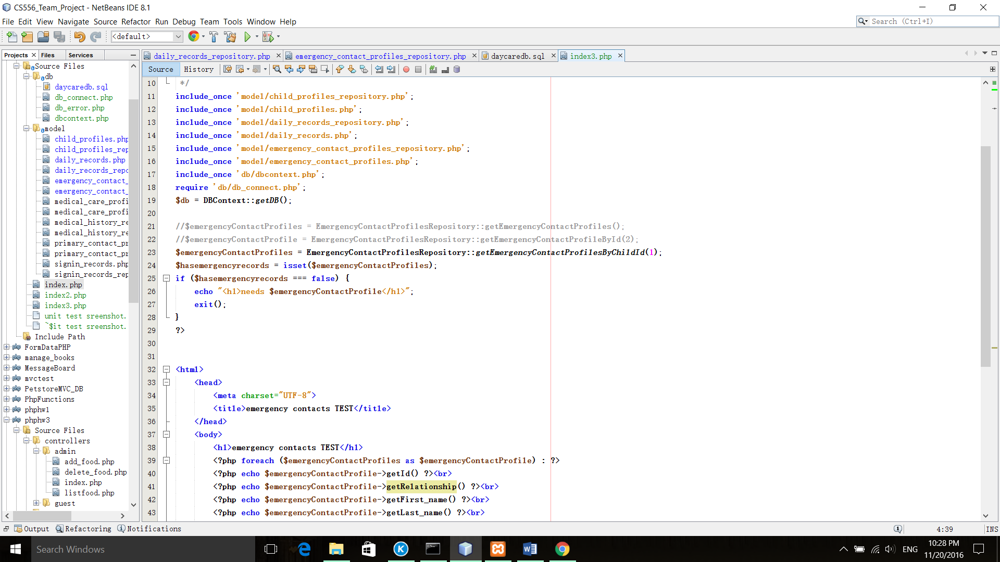 CS556_Team_Project - NetBeans IDE 8.1
File Edit View Navigate Source Refactor Run Debug Team Tools Window Help
Search (Ctrl+I)
<default>
Projects Files Services
daily_records_repository.php emergency_contact_profiles_repository.php daycaredb.sql index3.php
Source History
Source Files
db
daycaredb.sql
db_connect.php
db_error.php
dbcontext.php
model
child_profiles.php
child_profiles_rep
daily_records.php
daily_records_repo
emergency_contact_
emergency_contact_
medical_care_profi
medical_care_profi
medical_history_re
medical_history_re
primary_contact_pr
primary_contact_pr
signin_records.php
signin_records_rep
index.php
index2.php
index3.php
unit test sreenshot.
~$it test sreenshot.
Include Path
FormDataPHP
manage_books
MessageBoard
mvctest
PetstoreMVC_DB
PhpFunctions
phphw1
phphw3
Source Files
controllers
admin
add_food.php
delete_food.php
index.php
listfood.php
guest
10 */
11 include_once 'model/child_profiles_repository.php';
12 include_once 'model/child_profiles.php';
13 include_once 'model/daily_records_repository.php';
14 include_once 'model/daily_records.php';
15 include_once 'model/emergency_contact_profiles_repository.php';
16 include_once 'model/emergency_contact_profiles.php';
17 include_once 'db/dbcontext.php';
18 require 'db/db_connect.php';
19 $db = DBContext::getDB();
20
21 //$emergencyContactProfiles = EmergencyContactProfilesRepository::getEmergencyContactProfiles();
22 //$emergencyContactProfile = EmergencyContactProfilesRepository::getEmergencyContactProfileById(2);
23 $emergencyContactProfiles = EmergencyContactProfilesRepository::getEmergencyContactProfilesByChildId(1);
24 $hasemergencyrecords = isset($emergencyContactProfiles);
25 if ($hasemergencyrecords === false) {
26 echo "<h1>needs $emergencyContactProfile</h1>";
27 exit();
28 }
29 ?>
30
31
32 <html>
33 <head>
34 <meta charset="UTF-8">
35 <title>emergency contacts TEST</title>
36 </head>
37 <body>
38 <h1>emergency contacts TEST</h1>
39 <?php foreach ($emergencyContactProfiles as $emergencyContactProfile) : ?>
40 <?php echo $emergencyContactProfile->getId() ?><br>
41 <?php echo $emergencyContactProfile->getRelationship() ?><br>
42 <?php echo $emergencyContactProfile->getFirst_name() ?><br>
43 <?php echo $emergencyContactProfile->getLast_name() ?><br>
Output Refactoring Notifications
4:39 INS
Search Windows
ENG
10:28 PM
11/20/2016